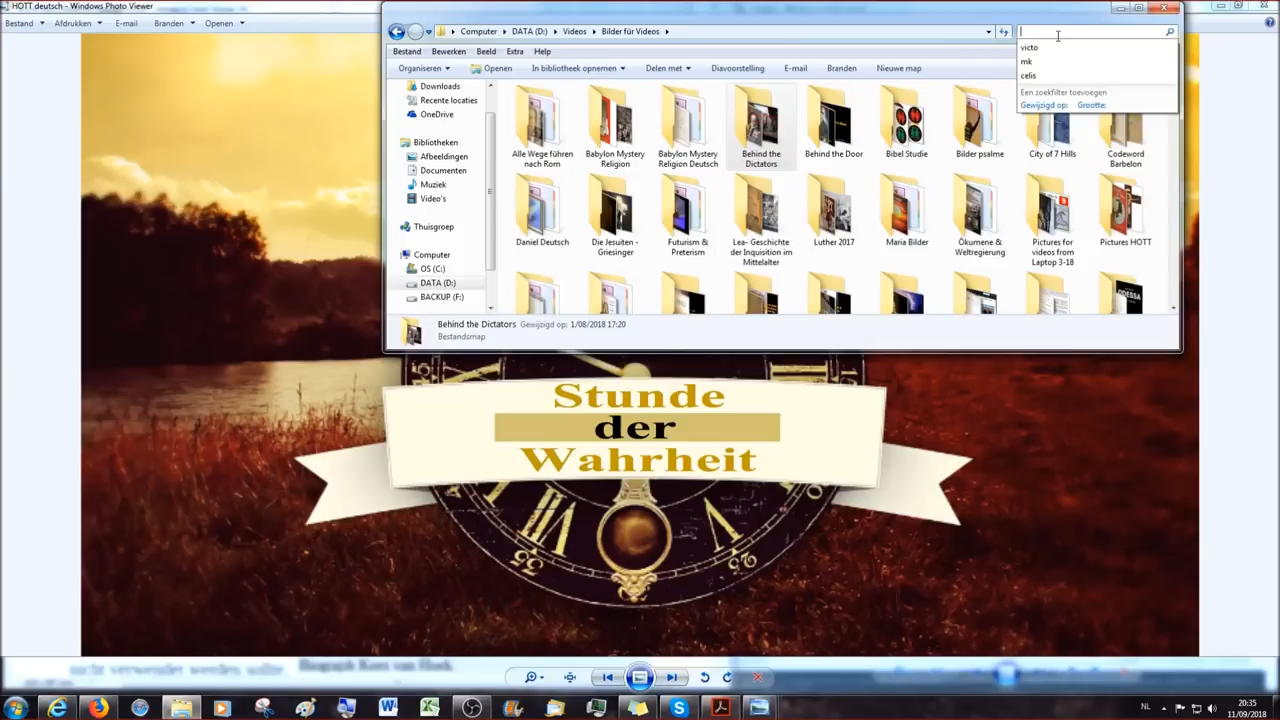 HOTT deutsch - Windows Photo Viewer
Bestand Afdrukken E-mail Branden Openen
Computer DATA (D:) Videos Bilder für Videos
Bestand Bewerken Beeld Extra Help
Organiseren Openen In bibliotheek opnemen Delen met Diavoorstelling E-mail Branden Nieuwe map
victo
mk
celis
Een zoekfilter toevoegen
Gewijzigd op: Grootte:
Downloads
Recente locaties
OneDrive
Bibliotheken
Afbeeldingen
Documenten
Muziek
Video's
Thuisgroep
Computer
OS (C:)
DATA (D:)
BACKUP (F:)
Alle Wege führen
nach Rom
Babylon Mystery
Religion
Babylon Mystery
Religion Deutsch
Behind the
Dictators
Behind the Door
Bibel Studie
Bilder psalme
City of 7 Hills
Codeword
Barbelon
Daniel Deutsch
Die Jesuiten -
Griesinger
Futurism &
Preterism
Lea- Geschichte
der Inquisition im
Mittelalter
Luther 2017
Maria Bilder
Ökumene &
Weltregierung
Pictures for
videos from
Laptop 3-18
Pictures HOTT
ODESSA
Behind the Dictators Gewijzigd op: 1/08/2018 17:20
Bestandsmap
Stunde
der
Wahrheit
nicht verwendet werden sollte
NL
20:35
11/09/2018